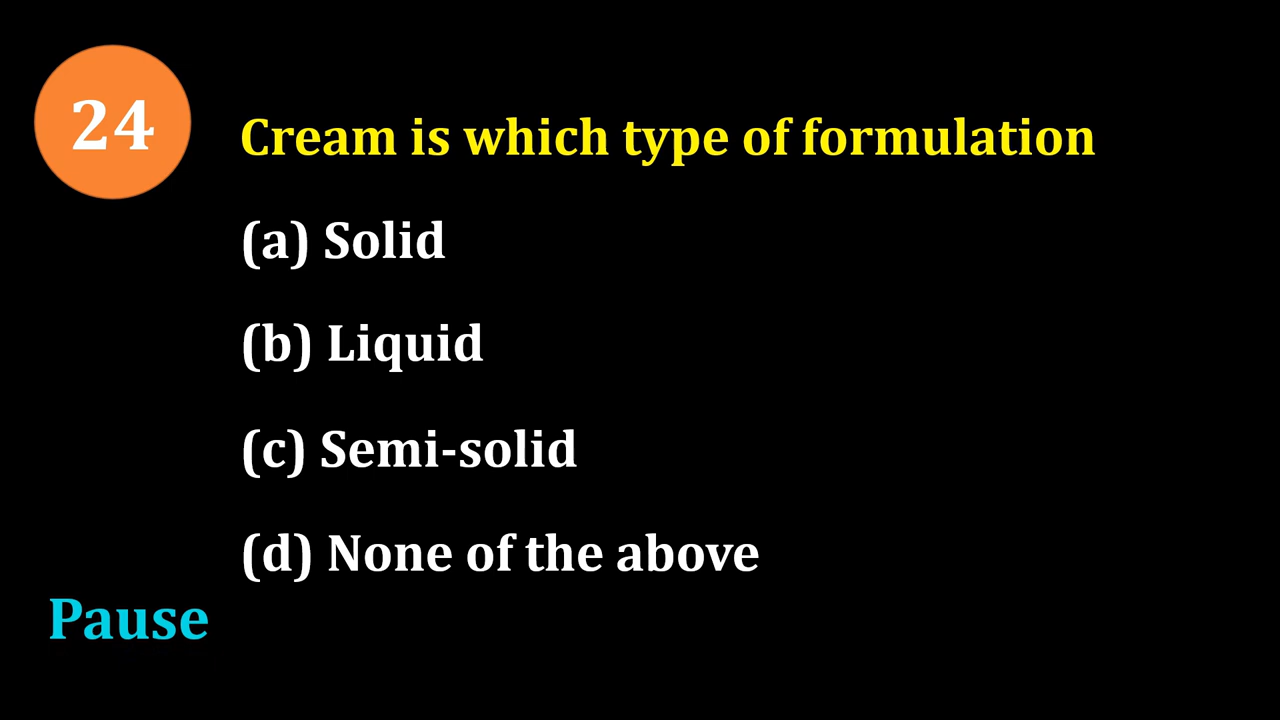 24
Cream is which type of formulation
(a) Solid
(b) Liquid
(c) Semi-solid
(d) None of the above
Pause